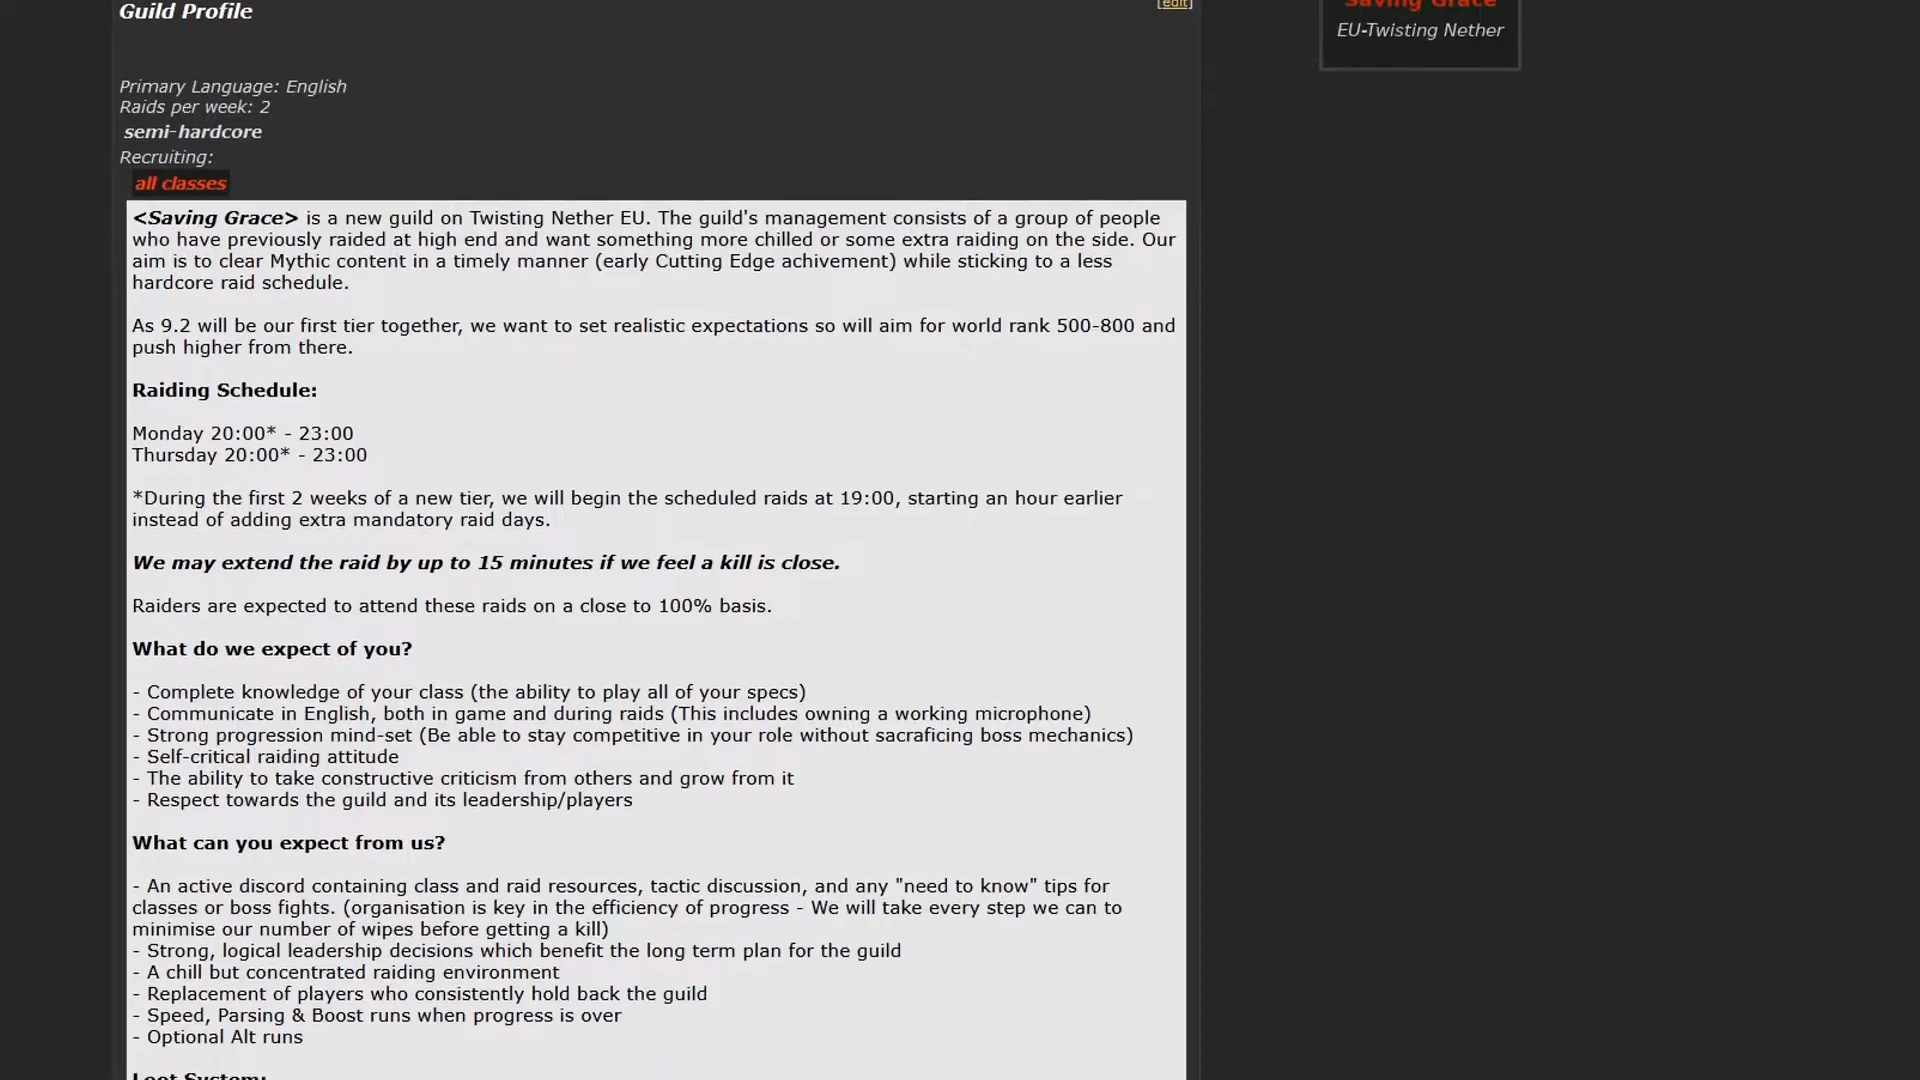 Guild Profile
[edit]
Saving Grace
EU-Twisting Nether
Primary Language: English
Raids per week: 2
semi-hardcore
Recruiting:
all classes
<Saving Grace> is a new guild on Twisting Nether EU. The guild's management consists of a group of people
who have previously raided at high end and want something more chilled or some extra raiding on the side. Our
aim is to clear Mythic content in a timely manner (early Cutting Edge achivement) while sticking to a less
hardcore raid schedule.
As 9.2 will be our first tier together, we want to set realistic expectations so will aim for world rank 500-800 and
push higher from there.
Raiding Schedule:
Monday 20:00* - 23:00
Thursday 20:00* - 23:00
*During the first 2 weeks of a new tier, we will begin the scheduled raids at 19:00, starting an hour earlier
instead of adding extra mandatory raid days.
We may extend the raid by up to 15 minutes if we feel a kill is close.
Raiders are expected to attend these raids on a close to 100% basis.
What do we expect of you?
- Complete knowledge of your class (the ability to play all of your specs)
- Communicate in English, both in game and during raids (This includes owning a working microphone)
- Strong progression mind-set (Be able to stay competitive in your role without sacraficing boss mechanics)
- Self-critical raiding attitude
- The ability to take constructive criticism from others and grow from it
- Respect towards the guild and its leadership/players
What can you expect from us?
- An active discord containing class and raid resources, tactic discussion, and any "need to know" tips for
classes or boss fights. (organisation is key in the efficiency of progress - We will take every step we can to
minimise our number of wipes before getting a kill)
- Strong, logical leadership decisions which benefit the long term plan for the guild
- A chill but concentrated raiding environment
- Replacement of players who consistently hold back the guild
- Speed, Parsing & Boost runs when progress is over
- Optional Alt runs
Loot System: